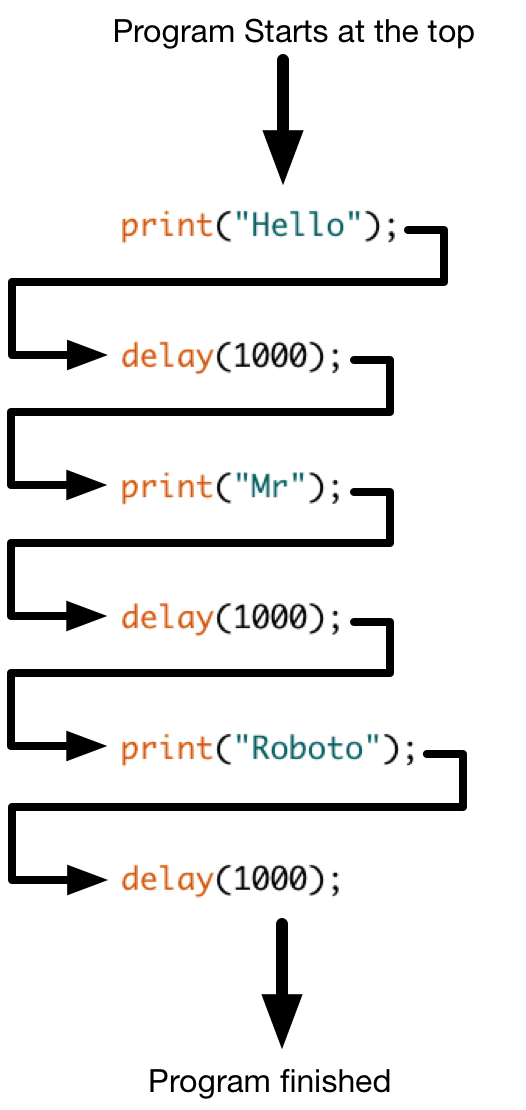 Program Starts at the top
print("Hello");
delay(1000);
print("Mr");
delay(1000);
print("Roboto");
delay(1000);
Program finished